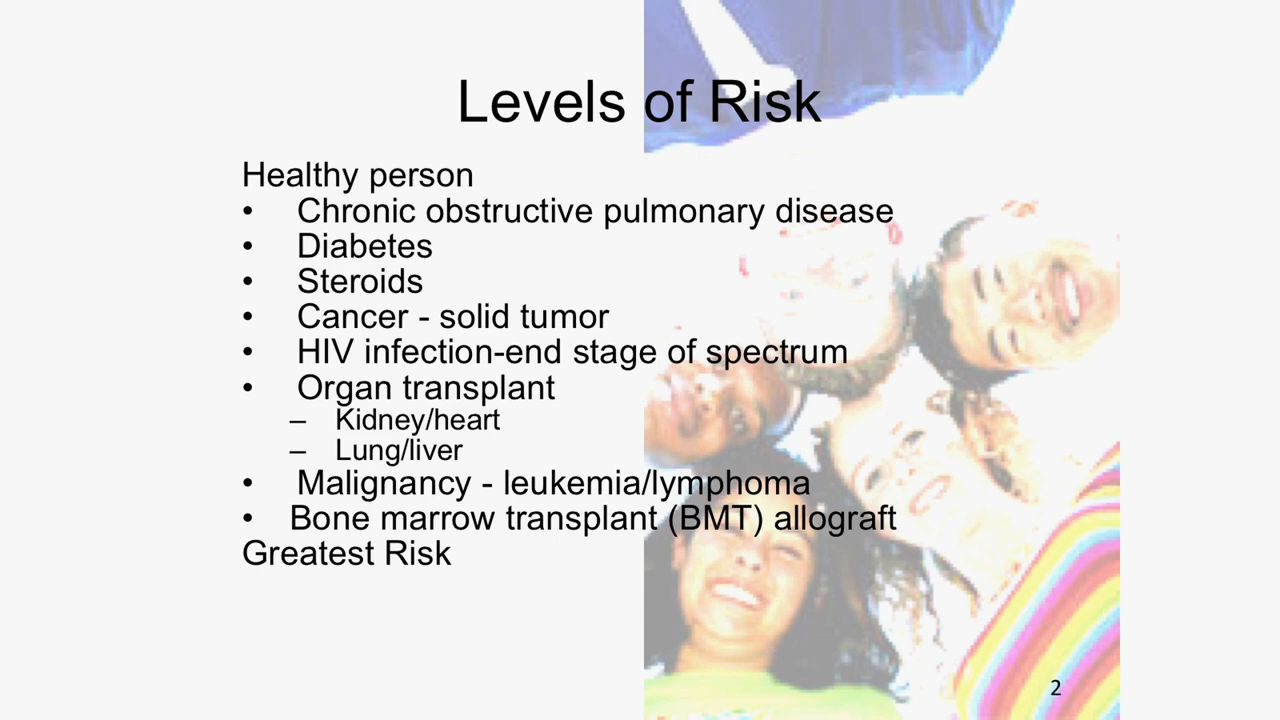 Levels of Risk
Healthy person
• Chronic obstructive pulmonary disease
• Diabetes
• Steroids
• Cancer - solid tumor
• HIV infection-end stage of spectrum
• Organ transplant
– Kidney/heart
– Lung/liver
• Malignancy - leukemia/lymphoma
• Bone marrow transplant (BMT) allograft
Greatest Risk
2